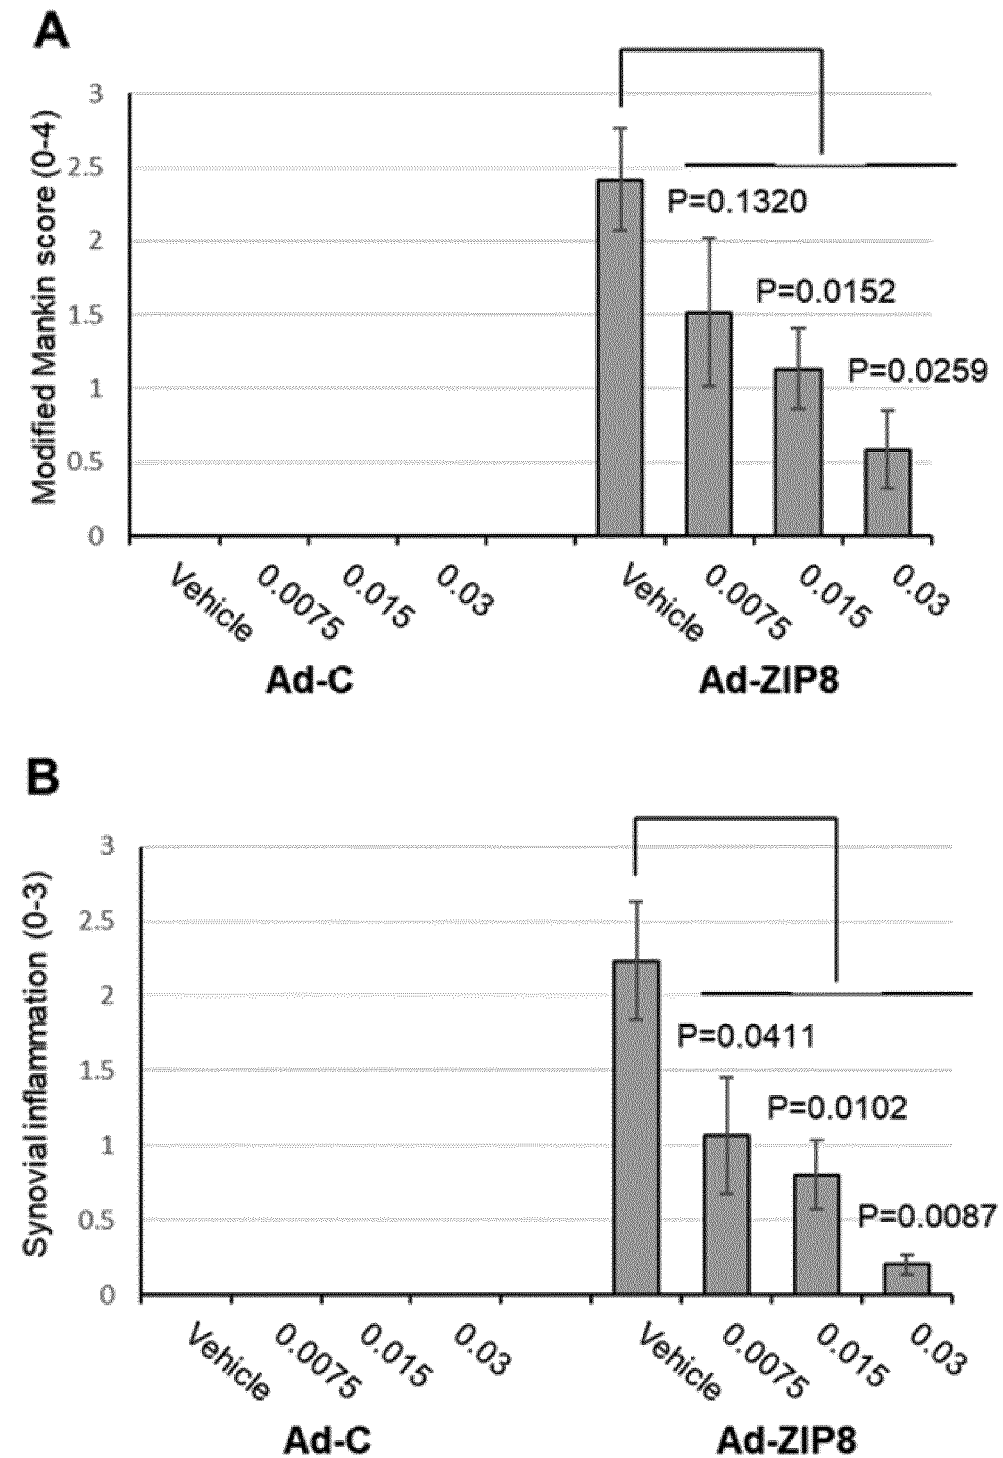 A
Modified Mankin score (0-4)
3
2.5
2
1.5
1
0.5
0
P=0.1320
P=0.0152
P=0.0259
Vehicle 0.0075 0.015 0.03 Vehicle 0.0075 0.015 0.03
Ad-C Ad-ZIP8
B
Synovial inflammation (0-3)
3
2.5
2
1.5
1
0.5
0
P=0.0411
P=0.0102
P=0.0087
Vehicle 0.0075 0.015 0.03 Vehicle 0.0075 0.015 0.03
Ad-C Ad-ZIP8